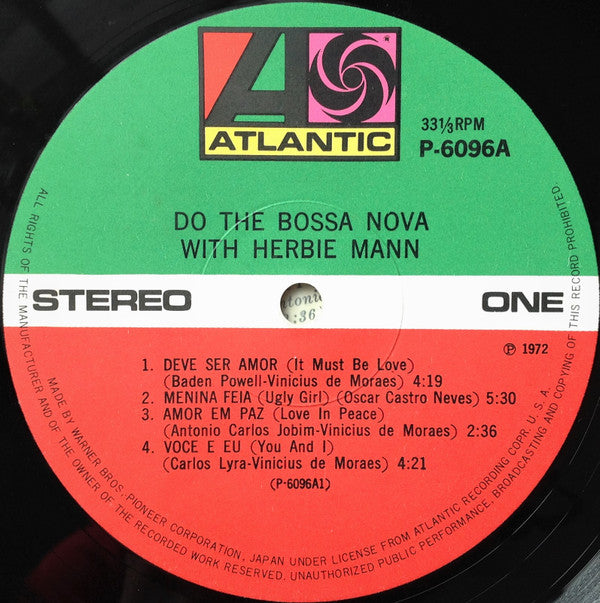 ATLANTIC
33⅓ RPM
P-6096A
DO THE BOSSA NOVA
WITH HERBIE MANN
STEREO
ONE
:36
℗ 1972
1. DEVE SER AMOR (It Must Be Love)
(Baden Powell-Vinicius de Moraes) 4:19
2. MENINA FEIA (Ugly Girl) (Oscar Castro Neves) 5:30
3. AMOR EM PAZ (Love In Peace)
(Antonio Carlos Jobim-Vinicius de Moraes) 2:36
4. VOCE E EU (You And I)
(Carlos Lyra-Vinicius de Moraes) 4:21
(P-6096A1)
MADE BY WARNER BROS.-PIONEER CORPORATION, JAPAN UNDER LICENSE FROM ATLANTIC RECORDING CORP., U. S. A.
ALL RIGHTS OF THE MANUFACTURER AND OF THE OWNER OF THE RECORDED WORK RESERVED. UNAUTHORIZED PUBLIC PERFORMANCE, BROADCASTING AND COPYING OF THIS RECORD PROHIBITED.